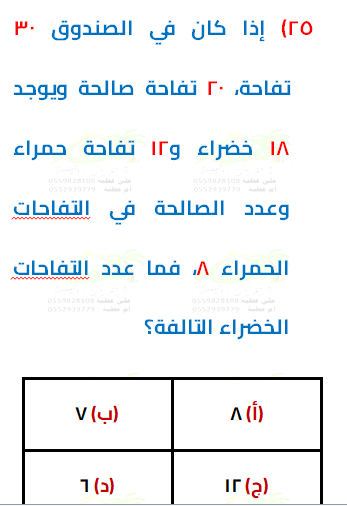 ٢٥) إذا كان في الصندوق ٣٠
تفاحة، ٢٠ تفاحة صالحة ويوجد
١٨ خضراء و١٢ تفاحة حمراء
وعدد الصالحة في التفاحات
الحمراء ٨، فما عدد التفاحات
الخضراء التالفة؟
(أ) ٨
(ب) ٧
(ج) ١٢
(د) ٦